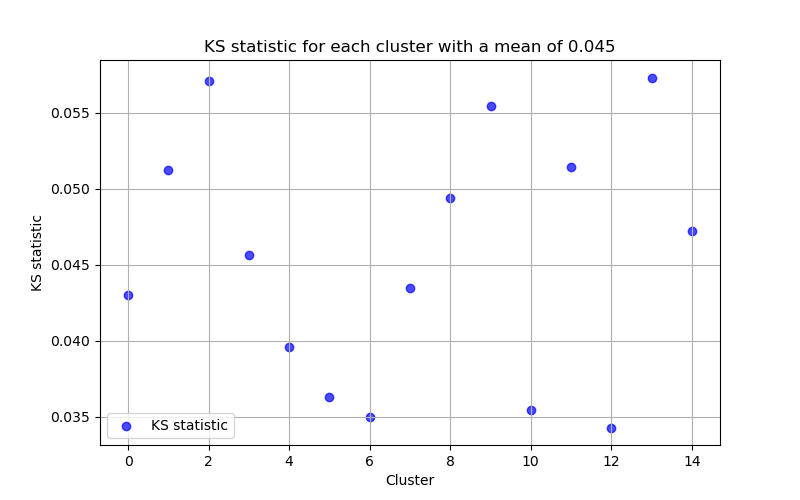 KS statistic for each cluster with a mean of 0.045
KS statistic
0.055
0.050
0.045
0.040
0.035
KS statistic
0 2 4 6 8 10 12 14
Cluster